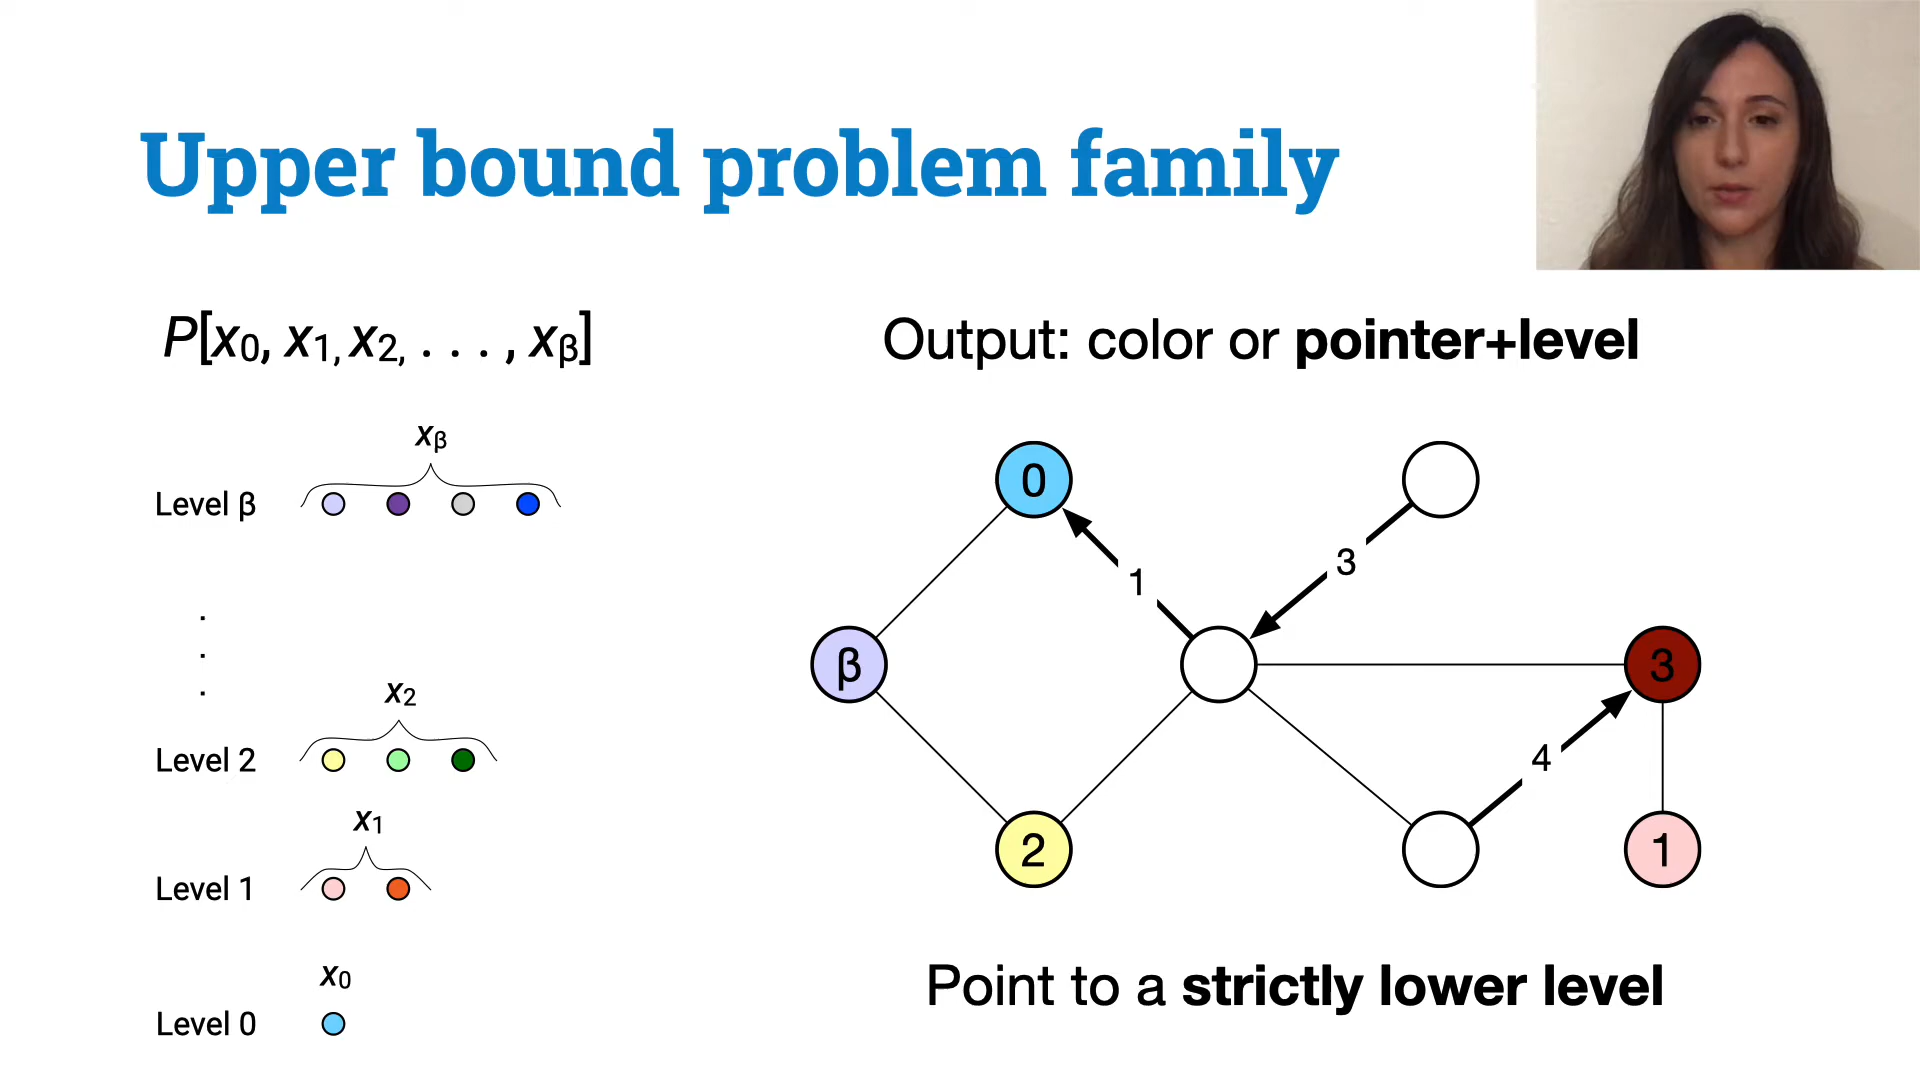 Upper bound problem family
P[x₀, x₁, x₂, . . . , xᵦ]
Output: color or pointer+level
xᵦ
Level β
.
.
.
x₂
Level 2
x₁
Level 1
x₀
Level 0
0
1
3
β
3
4
2
1
Point to a strictly lower level